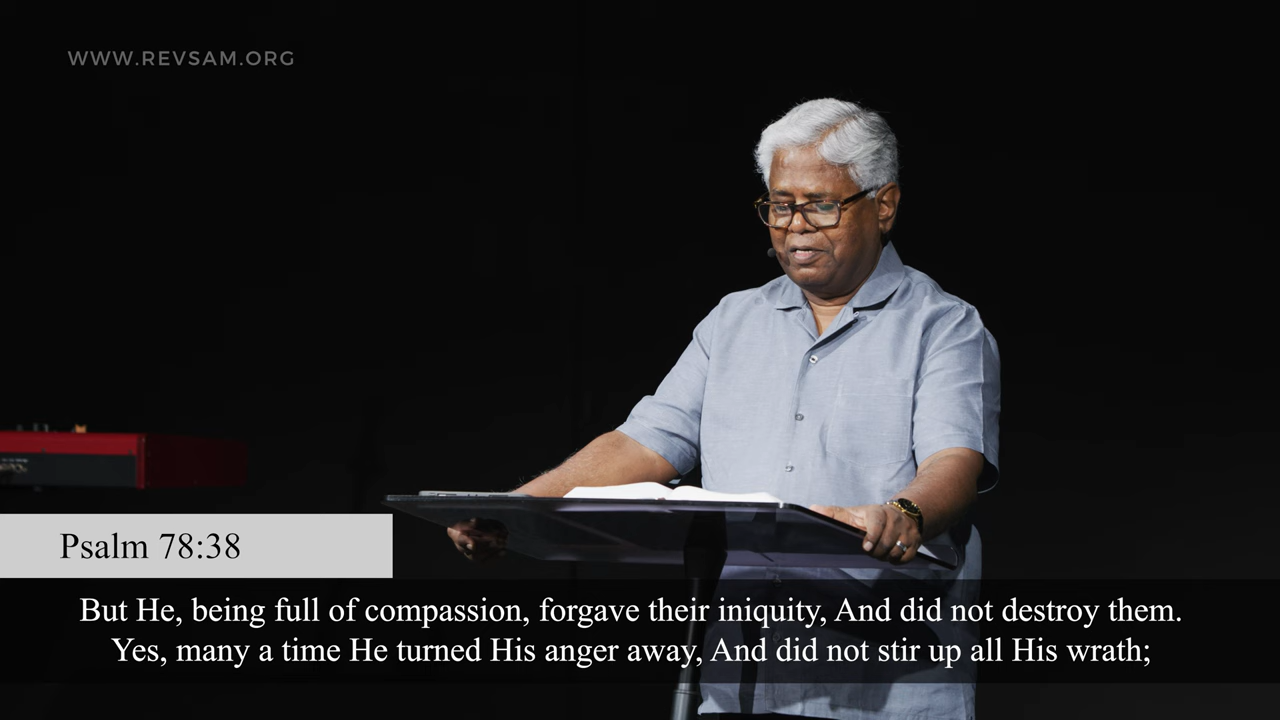 WWW.REVSAM.ORG
Psalm 78:38
But He, being full of compassion, forgave their iniquity, And did not destroy them.
Yes, many a time He turned His anger away, And did not stir up all His wrath;